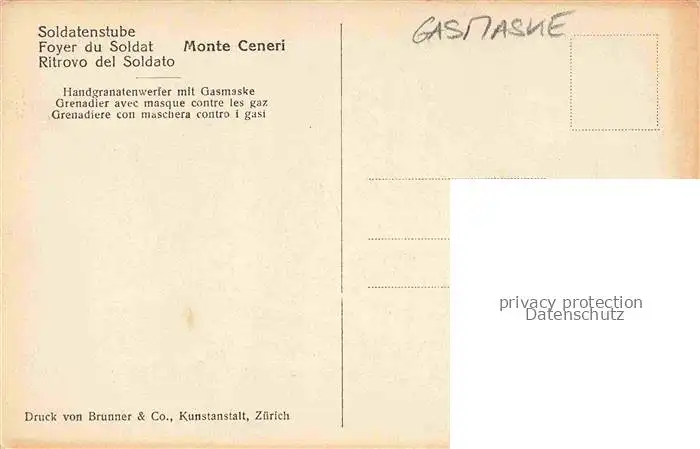 Soldatenstube
Foyer du Soldat Monte Ceneri
Ritrovo del Soldato
Handgranatenwerfer mit Gasmaske
Grenadier avec masque contre les gaz
Grenadiere con maschera contro i gasi
GASMASKE
privacy protection
Datenschutz
Druck von Brunner & Co., Kunstanstalt, Zürich